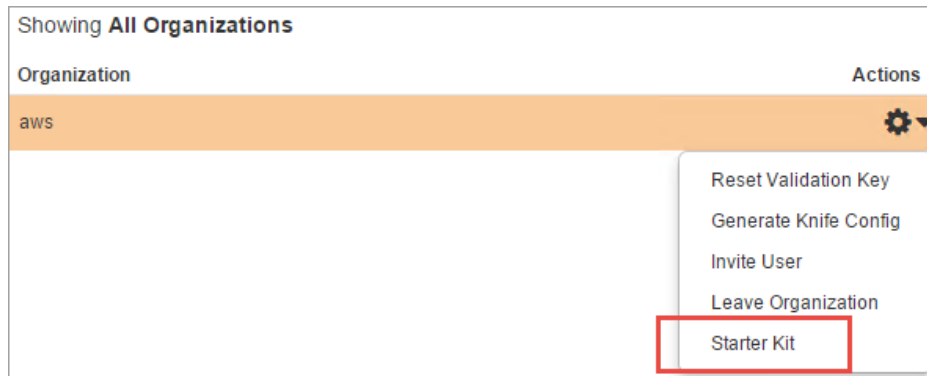 Showing All Organizations
Organization Actions
aws
Reset Validation Key
Generate Knife Config
Invite User
Leave Organization
Starter Kit